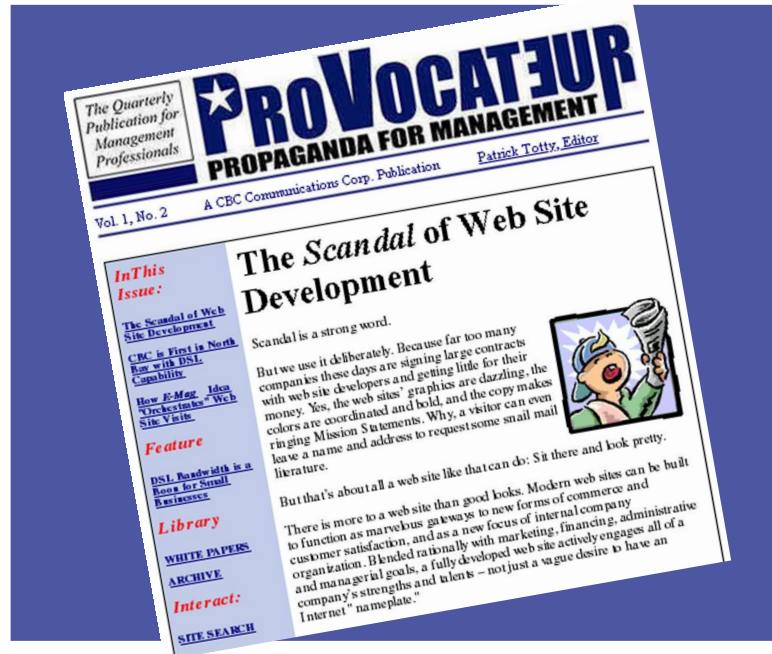 The Quarterly
Publication for
Management
Professionals
PROVOCATEUR
PROPAGANDA FOR MANAGEMENT
Vol. 1, No. 2
A CBC Communications Corp. Publication
Patrick Totty, Editor
InThis
Issue:
The Scandal of Web
Site Development
CBC is First in North
Bay with DSL
Capability
How E-Mag Idea
"Orchestrates" Web
Site Visits
Feature
DSL Bandwidth is a
Boon for Small
Businesses
Library
WHITE PAPERS
ARCHIVE
Interact:
SITE SEARCH
The Scandal of Web Site
Development
Scandal is a strong word.
But we use it deliberately. Because far too many
companies these days are signing large contracts
with web site developers and getting little for their
money. Yes, the web sites' graphics are dazzling, the
colors are coordinated and bold, and the copy makes
ringing Mission Statements. Why, a visitor can even
leave a name and address to request some snail mail
literature.
But that's about all a web site like that can do: Sit there and look pretty.
There is more to a web site than good looks. Modern web sites can be built
to function as marvelous gateways to new forms of commerce and
customer satisfaction, and as a new focus of internal company
organization. Blended rationally with marketing, financing, administrative
and managerial goals, a fully developed web site actively engages all of a
company's strengths and talents – not just a vague desire to have an
Internet " nameplate."